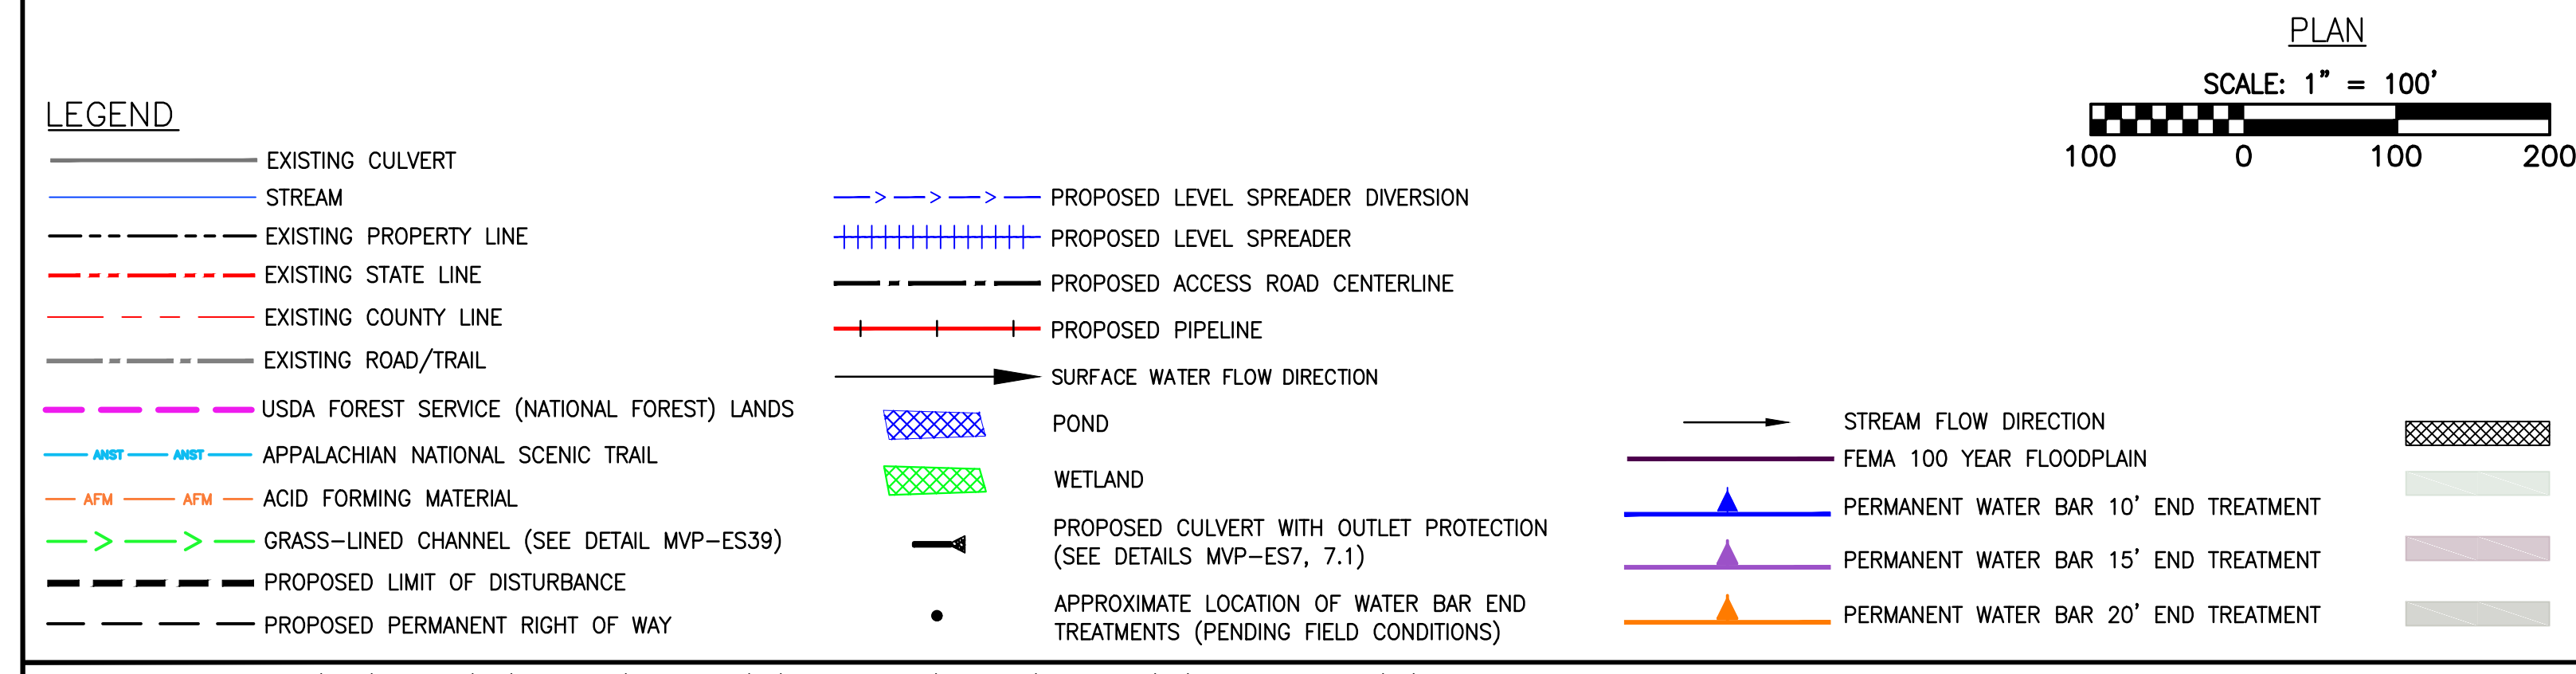 PLAN
SCALE: 1" = 100'
100 0 100 200
LEGEND
EXISTING CULVERT
STREAM
EXISTING PROPERTY LINE
EXISTING STATE LINE
EXISTING COUNTY LINE
EXISTING ROAD/TRAIL
USDA FOREST SERVICE (NATIONAL FOREST) LANDS
ANST ANST APPALACHIAN NATIONAL SCENIC TRAIL
AFM AFM ACID FORMING MATERIAL
GRASS-LINED CHANNEL (SEE DETAIL MVP-ES39)
PROPOSED LIMIT OF DISTURBANCE
PROPOSED PERMANENT RIGHT OF WAY
PROPOSED LEVEL SPREADER DIVERSION
PROPOSED LEVEL SPREADER
PROPOSED ACCESS ROAD CENTERLINE
PROPOSED PIPELINE
SURFACE WATER FLOW DIRECTION
POND
WETLAND
PROPOSED CULVERT WITH OUTLET PROTECTION
(SEE DETAILS MVP-ES7, 7.1)
APPROXIMATE LOCATION OF WATER BAR END
TREATMENTS (PENDING FIELD CONDITIONS)
STREAM FLOW DIRECTION
FEMA 100 YEAR FLOODPLAIN
PERMANENT WATER BAR 10' END TREATMENT
PERMANENT WATER BAR 15' END TREATMENT
PERMANENT WATER BAR 20' END TREATMENT